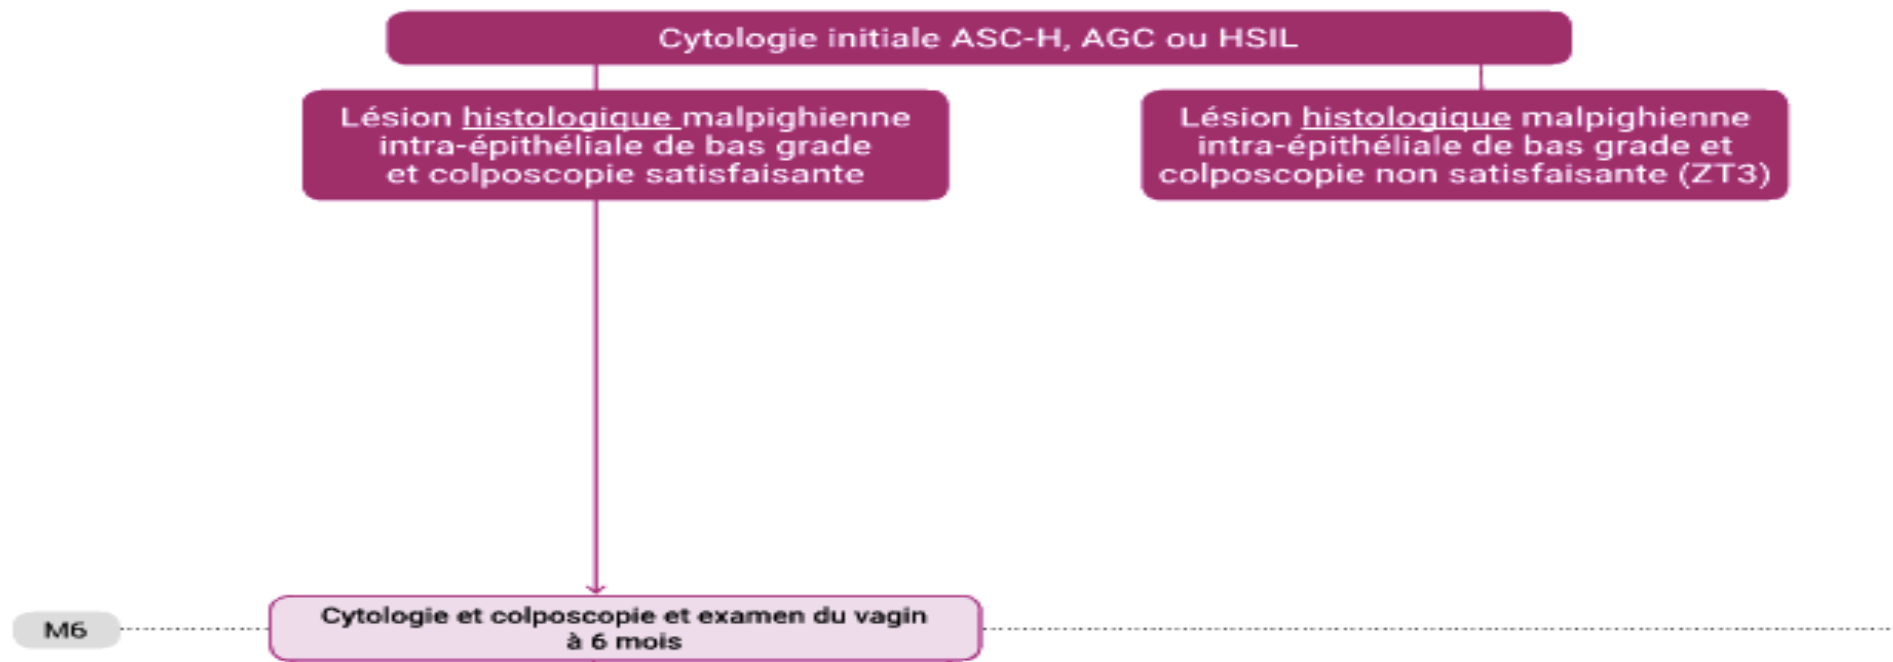 Cytologie initiale ASC-H, AGC ou HSIL
Lésion histologique malpighienne
intra-épithéliale de bas grade
et colposcopie satisfaisante
Lésion histologique malpighienne
intra-épithéliale de bas grade et
colposcopie non satisfaisante (ZT3)
M6
Cytologie et colposcopie et examen du vagin
à 6 mois